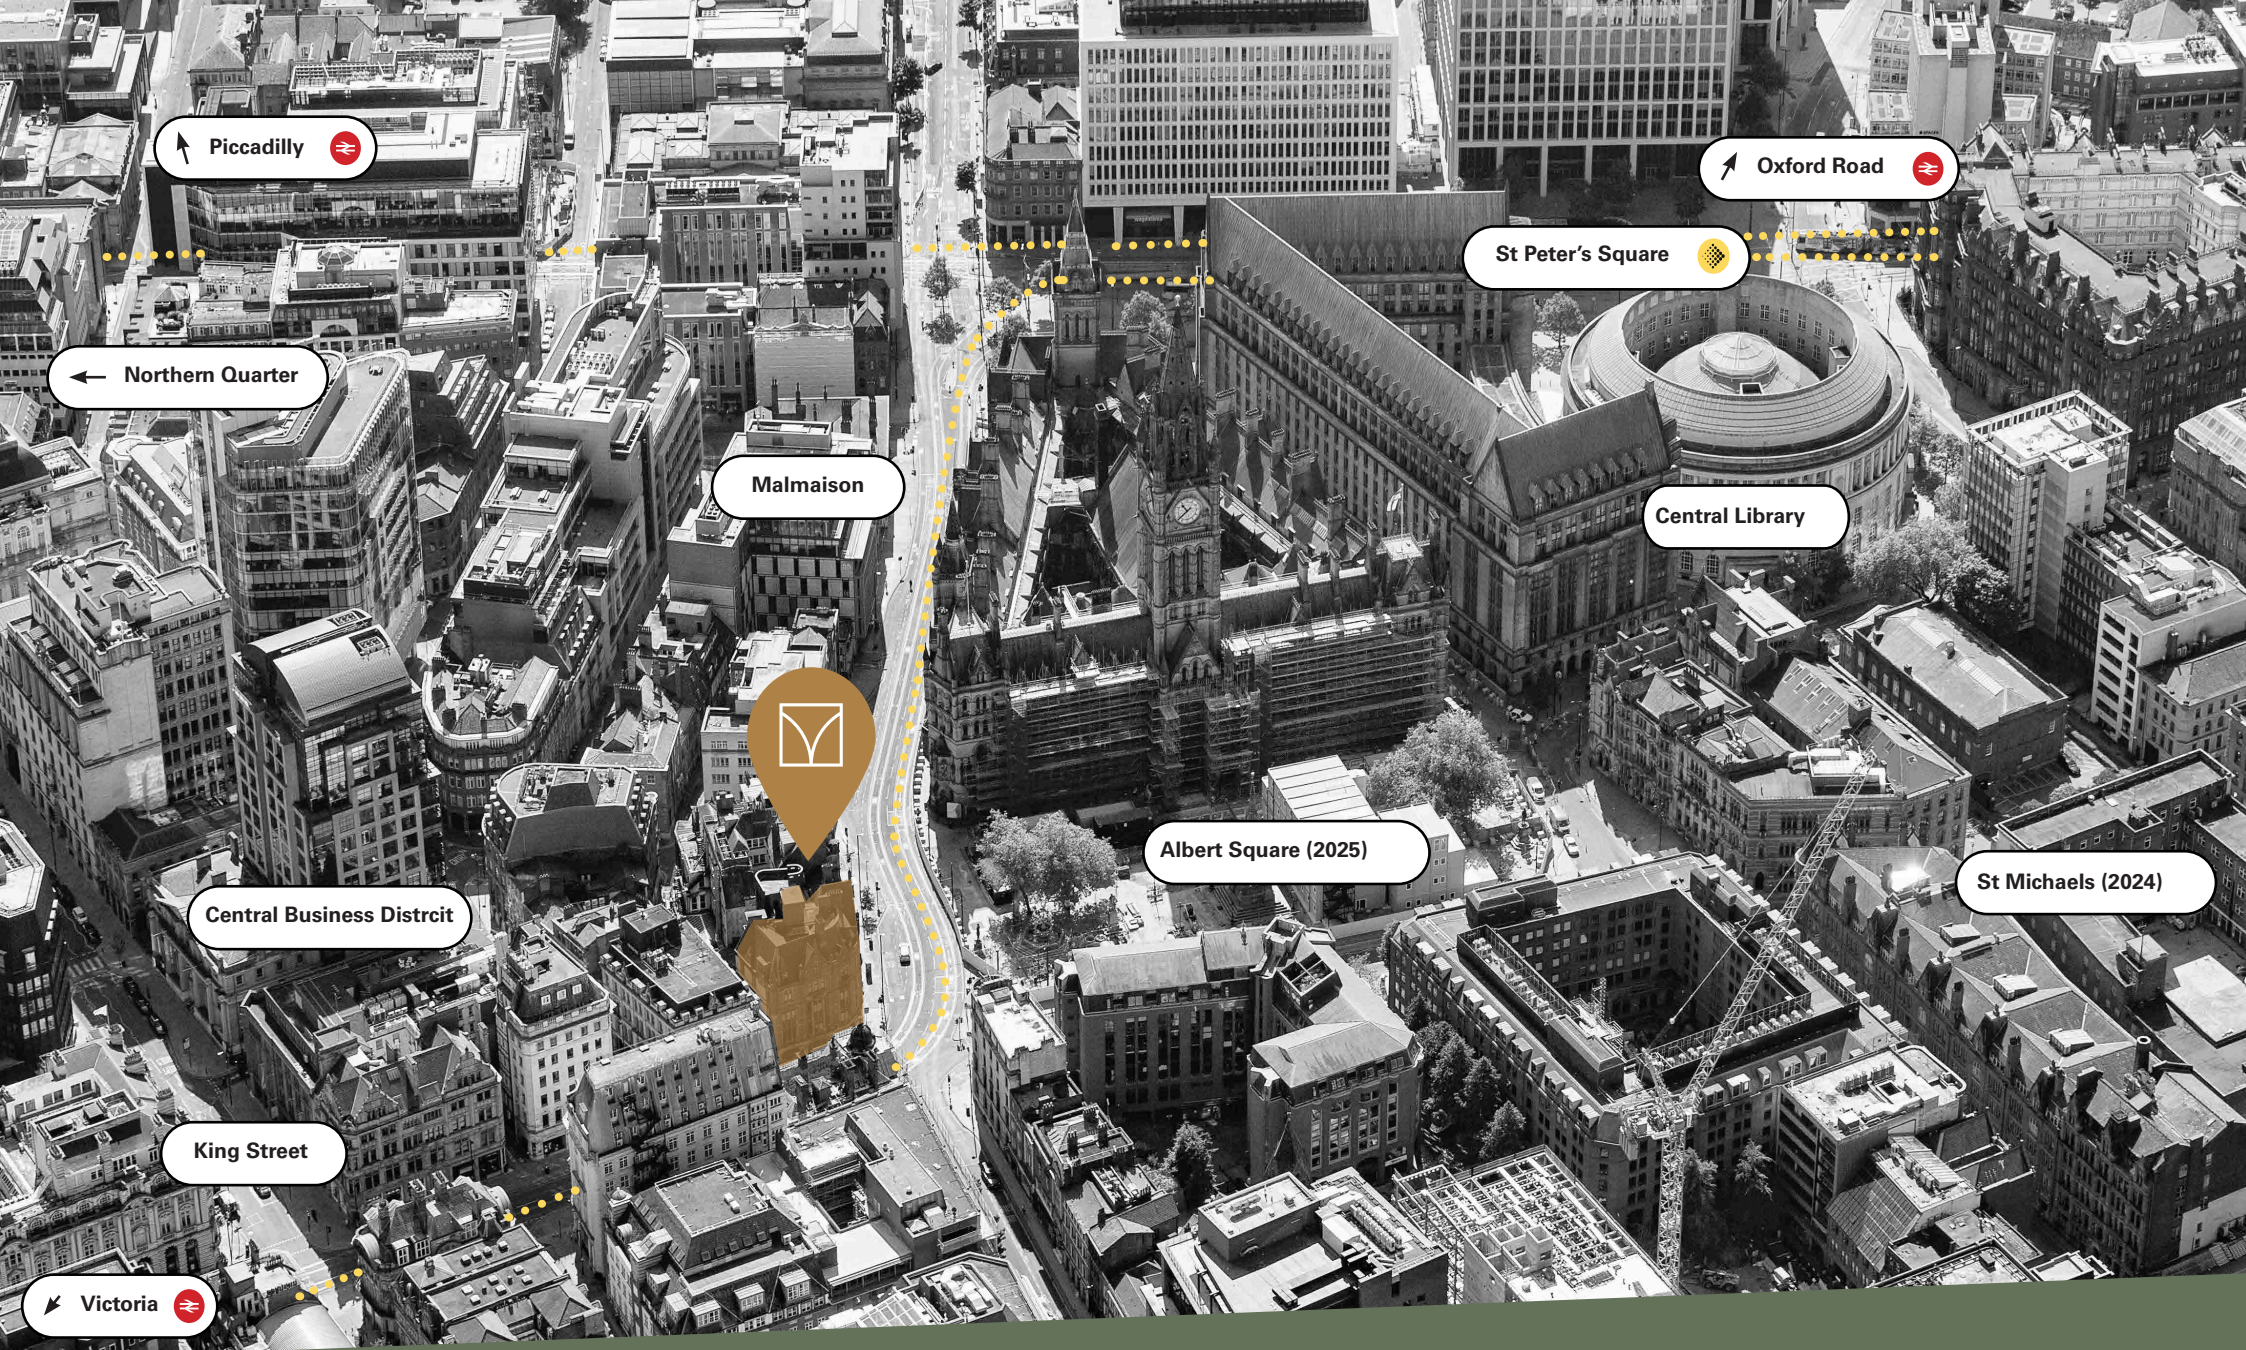 Piccadilly
Oxford Road
St Peter's Square
Northern Quarter
Malmaison
Central Library
Albert Square (2025)
St Michaels (2024)
Central Business Distrcit
King Street
Victoria